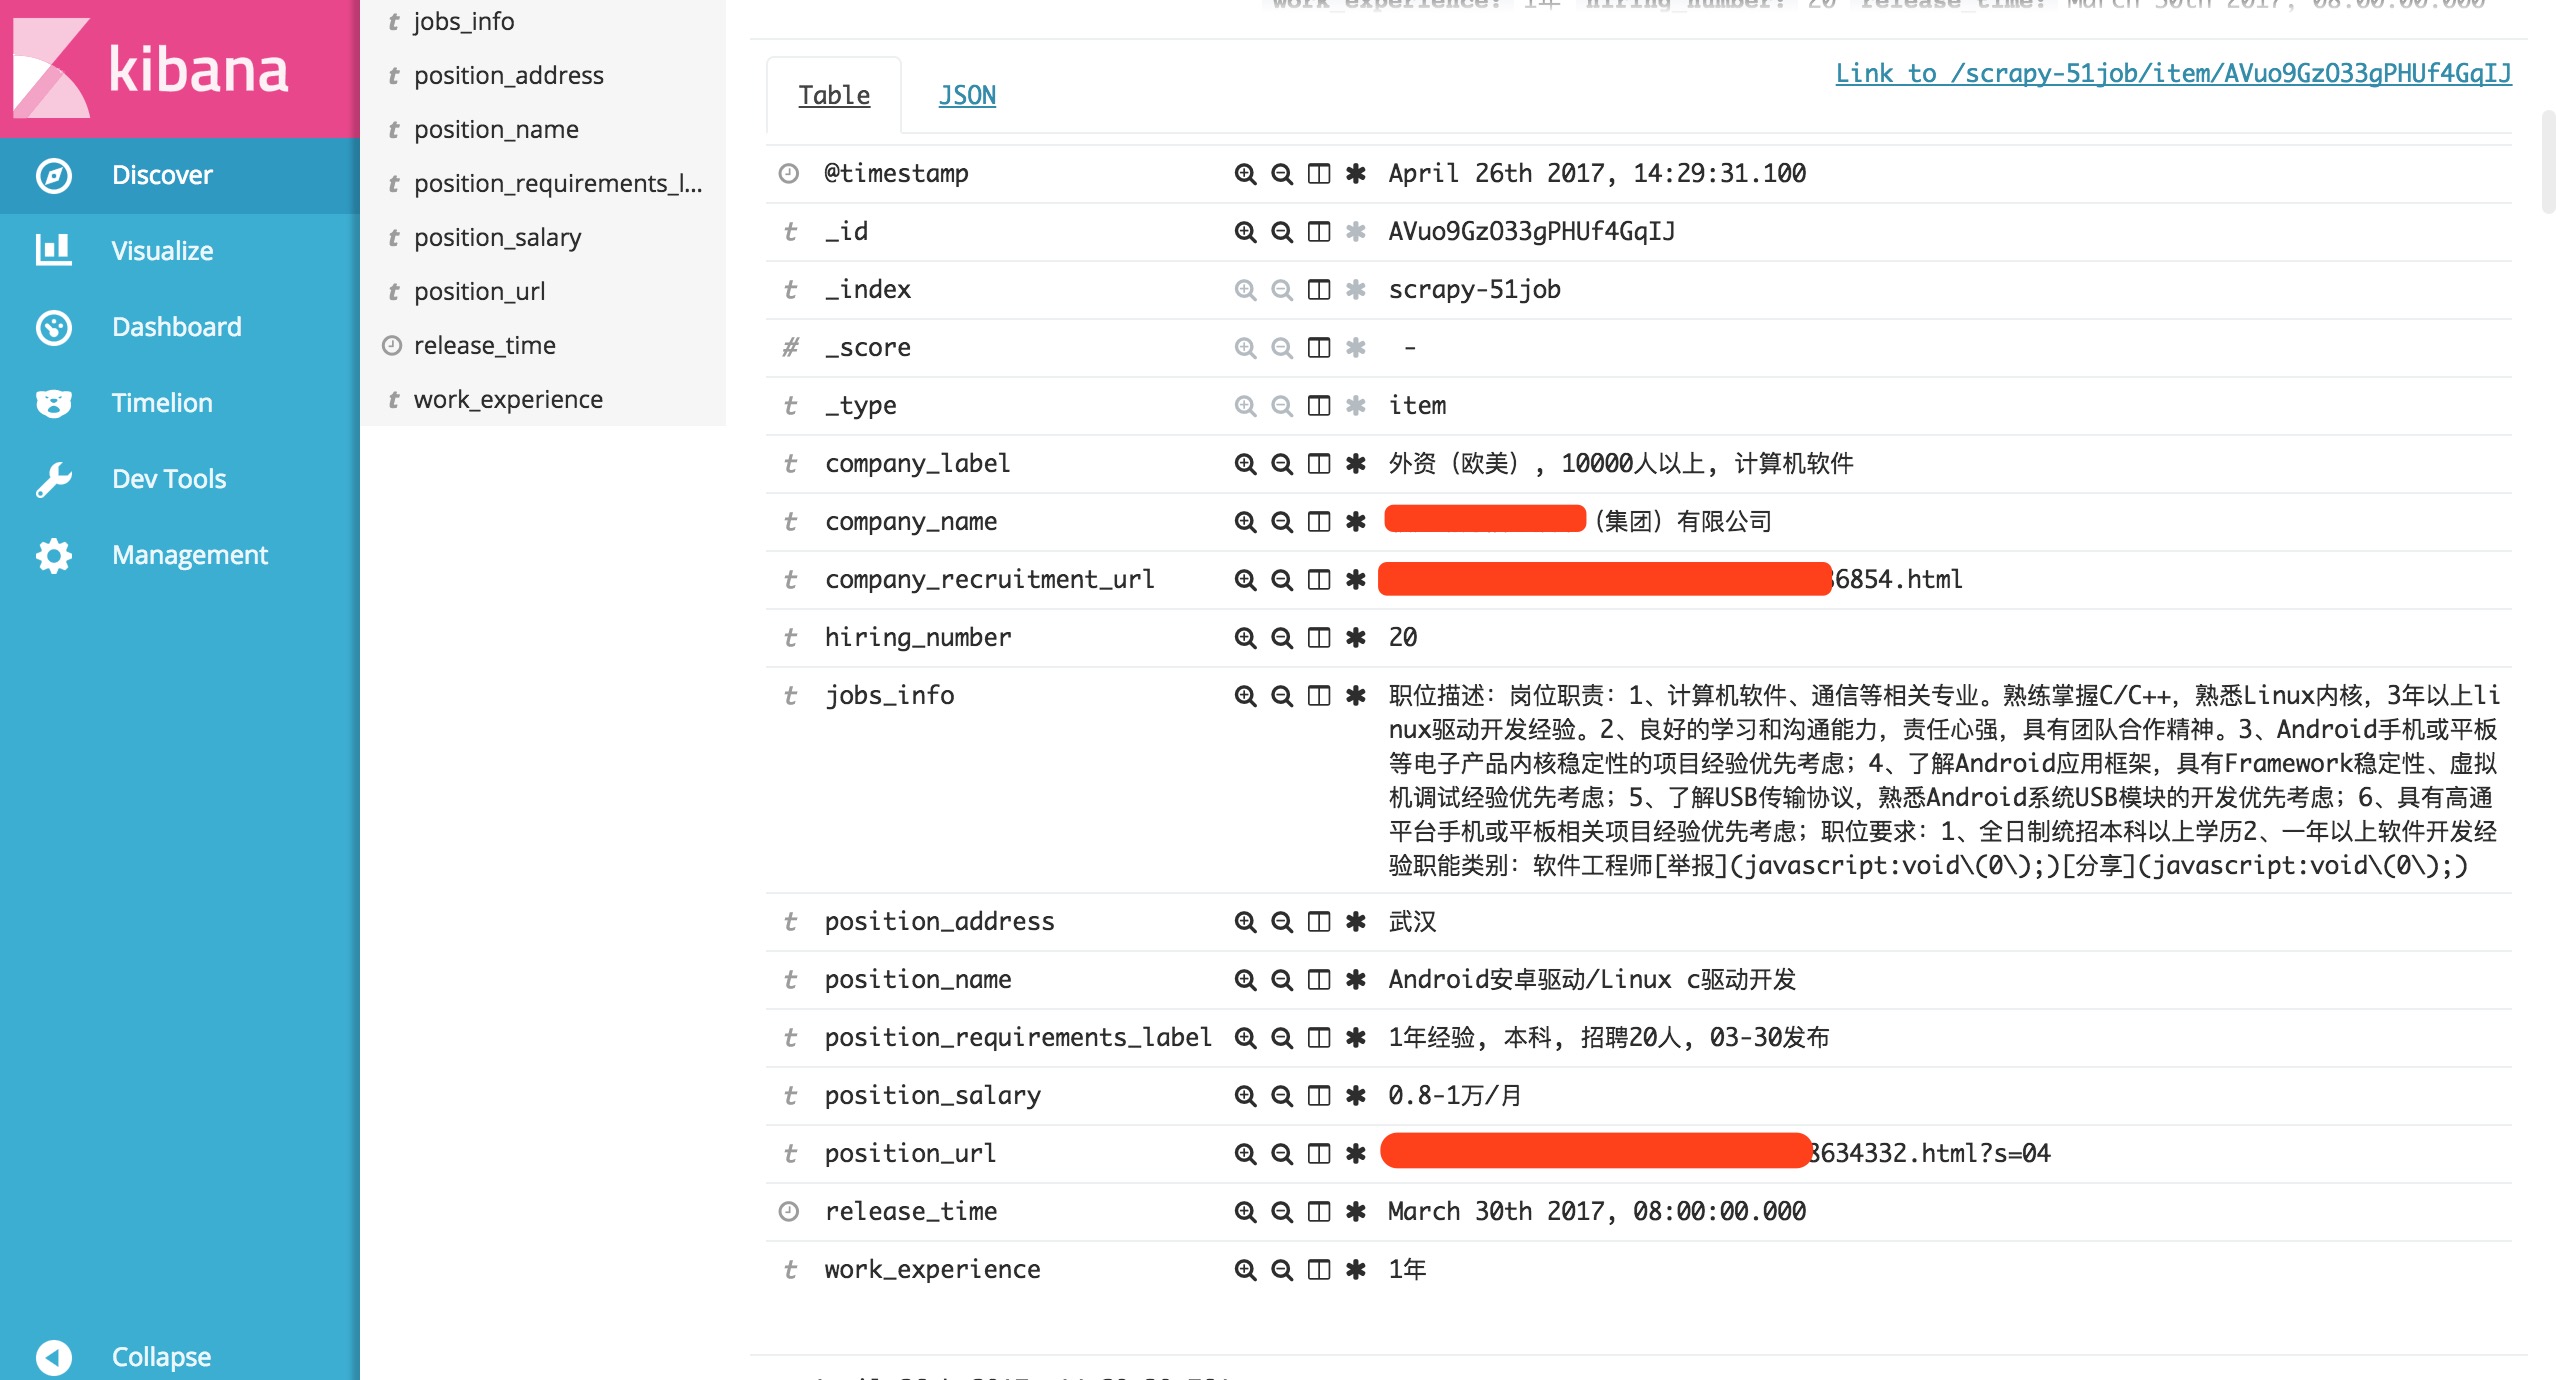 kibana
Discover
Visualize
Dashboard
Timelion
Dev Tools
Management
Collapse
t jobs_info
t position_address
t position_name
t position_requirements_l...
t position_salary
t position_url
release_time
t work_experience
work_experience: 1年 hiring_number: 20 release_time: March 30th 2017, 08:00:00.000
Table JSON
Link to /scrapy-51job/item/AVuo9GzO33gPHUf4GqIJ
@timestamp April 26th 2017, 14:29:31.100
t _id AVuo9GzO33gPHUf4GqIJ
t _index scrapy-51job
# _score -
t _type item
t company_label 外资（欧美）, 10000人以上, 计算机软件
t company_name （集团）有限公司
t company_recruitment_url 6854.html
t hiring_number 20
t jobs_info 职位描述：岗位职责：1、计算机软件、通信等相关专业。熟练掌握C/C++，熟悉Linux内核，3年以上li
nux驱动开发经验。2、良好的学习和沟通能力，责任心强，具有团队合作精神。3、Android手机或平板
等电子产品内核稳定性的项目经验优先考虑；4、了解Android应用框架，具有Framework稳定性、虚拟
机调试经验优先考虑；5、了解USB传输协议，熟悉Android系统USB模块的开发优先考虑；6、具有高通
平台手机或平板相关项目经验优先考虑；职位要求：1、全日制统招本科以上学历2、一年以上软件开发经
验职能类别：软件工程师[举报](javascript:void\(0\);)[分享](javascript:void\(0\);)
t position_address 武汉
t position_name Android安卓驱动/Linux c驱动开发
t position_requirements_label 1年经验, 本科, 招聘20人, 03-30发布
t position_salary 0.8-1万/月
t position_url 634332.html?s=04
release_time March 30th 2017, 08:00:00.000
t work_experience 1年